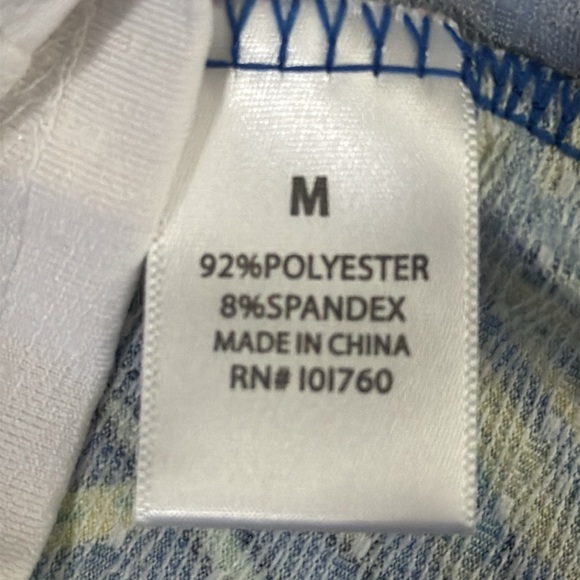 M
92%POLYESTER
8%SPANDEX
MADE IN CHINA
RN# 101760